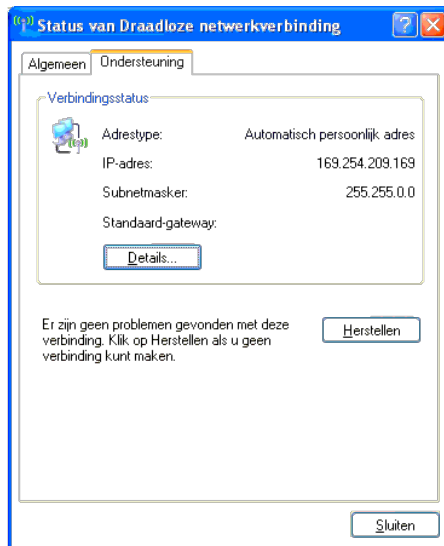 Status van Draadloze netwerkverbinding
Algemeen Ondersteuning
Verbindingsstatus
Adrestype: Automatisch persoonlijk adres
IP-adres: 169.254.209.169
Subnetmasker: 255.255.0.0
Standaard-gateway:
Details...
Er zijn geen problemen gevonden met deze
verbinding. Klik op Herstellen als u geen
verbinding kunt maken.
Herstellen
Sluiten